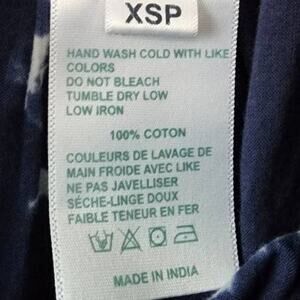 XSP
HAND WASH COLD WITH LIKE
COLORS
DO NOT BLEACH
TUMBLE DRY LOW
LOW IRON
100% COTON
COULEURS DE LAVAGE DE
MAIN FROIDE AVEC LIKE
NE PAS JAVELLISER
SÉCHE-LINGE DOUX
FAIBLE TENEUR EN FER
MADE IN INDIA